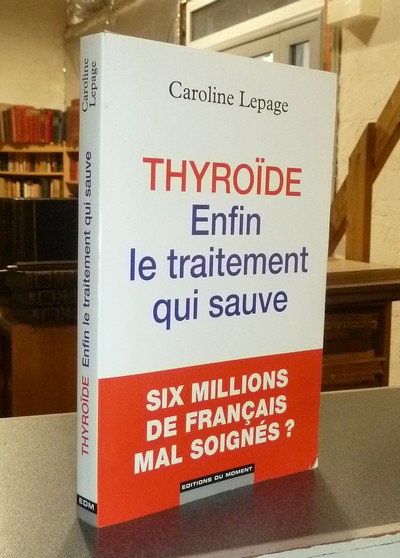 Caroline Lepage
THYROÏDE
Enfin
le traitement
qui sauve
SIX MILLIONS
DE FRANÇAIS
MAL SOIGNÉS ?
EDITIONS DU MOMENT
Caroline
Lepage
THYROÏDE Enfin le traitement qui sauve
EDM